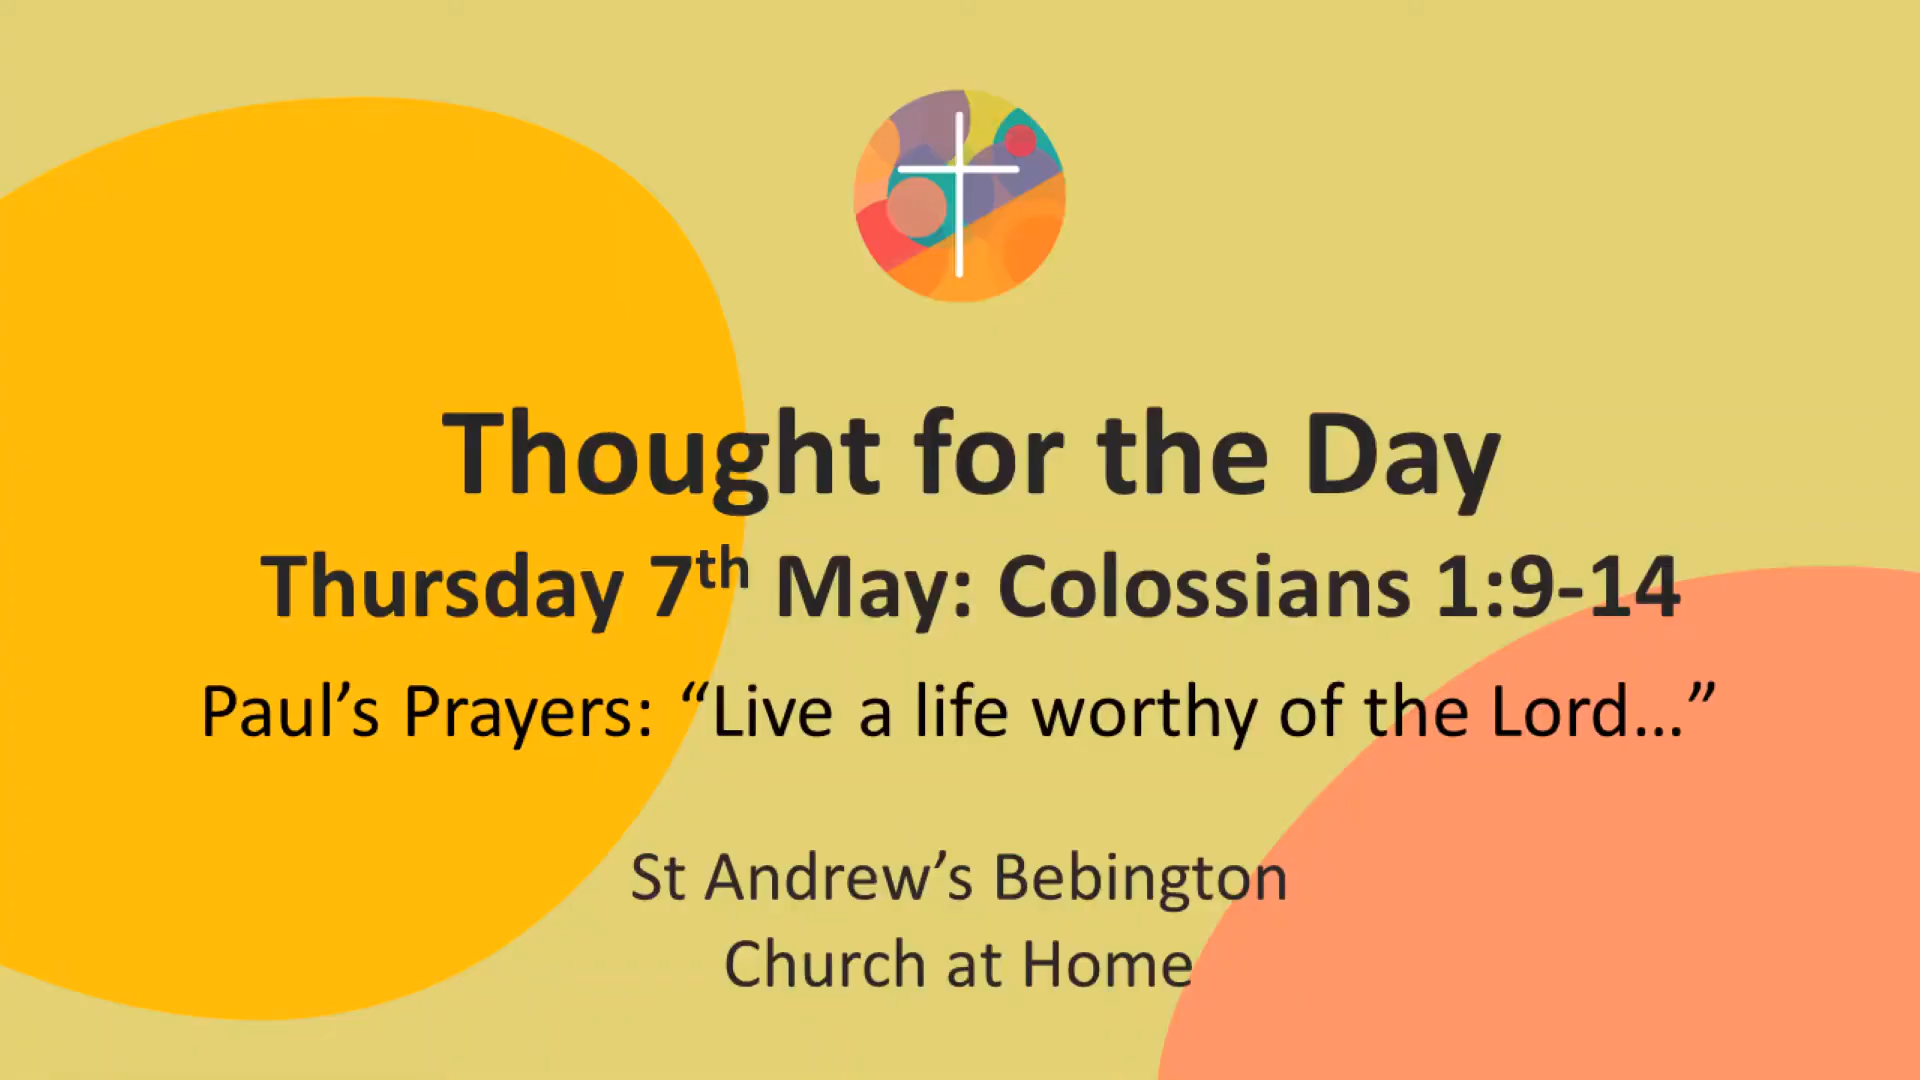 Thought for the Day
Thursday 7th May: Colossians 1:9-14
Paul’s Prayers: “Live a life worthy of the Lord...”
St Andrew’s Bebington
Church at Home